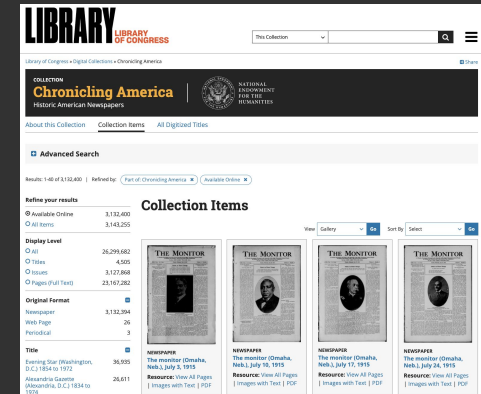 LIBRARY
LIBRARY
OF CONGRESS
This Collection
Library of Congress » Digital Collections » Chronicling America
Share
COLLECTION
Chronicling America
Historic American Newspapers
NATIONAL
ENDOWMENT
FOR THE
HUMANITIES
About this Collection Collection Items All Digitized Titles
Advanced Search
Results: 1-40 of 3,132,400 | Refined by: Part of: Chronicling America Available Online
Refine your results
Available Online 3,132,400
All Items 3,143,255
Collection Items
View Gallery Go Sort By Select Go
Display Level
All 26,299,682
Titles 4,505
Issues 3,127,868
Pages (Full Text) 23,167,282
Original Format
Newspaper 3,132,394
Web Page 26
Periodical 3
Title
Evening Star (Washington,
D.C.) 1854 to 1972 36,935
Alexandria Gazette
(Alexandria, D.C.) 1834 to
1974 26,611
THE MONITOR
NEWSPAPER
The monitor (Omaha,
Neb.), July 3, 1915
Resource: View All Pages
| Images with Text | PDF
THE MONITOR
NEWSPAPER
The monitor (Omaha,
Neb.), July 10, 1915
Resource: View All Pages
| Images with Text | PDF
THE MONITOR
NEWSPAPER
The monitor (Omaha,
Neb.), July 17, 1915
Resource: View All Pages
| Images with Text | PDF
THE MONITOR
NEWSPAPER
The monitor (Omaha,
Neb.), July 24, 1915
Resource: View All Pages
| Images with Text | PDF